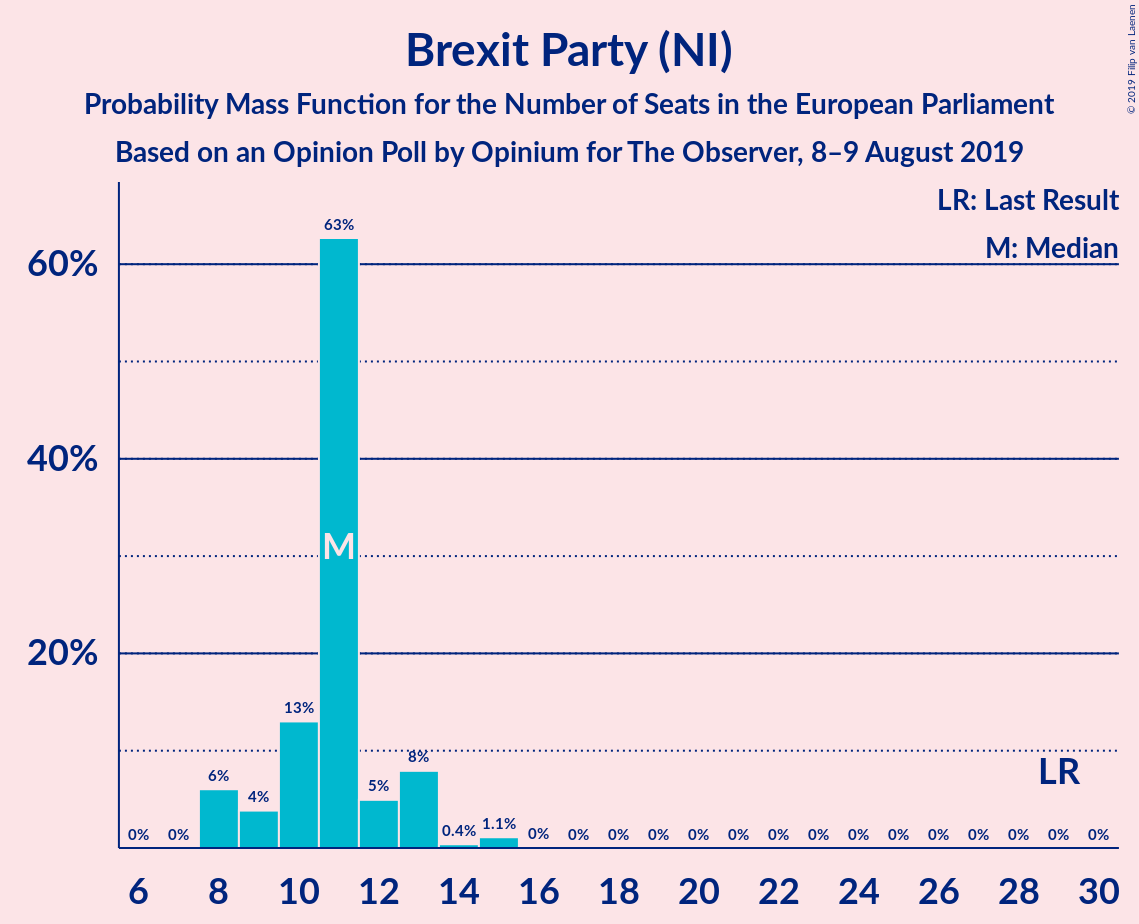 Brexit Party (NI)
Probability Mass Function for the Number of Seats in the European Parliament
Based on an Opinion Poll by Opinium for The Observer, 8–9 August 2019
© 2019 Filip van Laenen
LR: Last Result
M: Median
60%
40%
20%
0% 0% 6% 4% 13% 63% 5% 8% 0.4% 1.1% 0% 0% 0% 0% 0% 0% 0% 0% 0% 0% 0% 0% 0% 0% 0%
M
LR
6 8 10 12 14 16 18 20 22 24 26 28 30